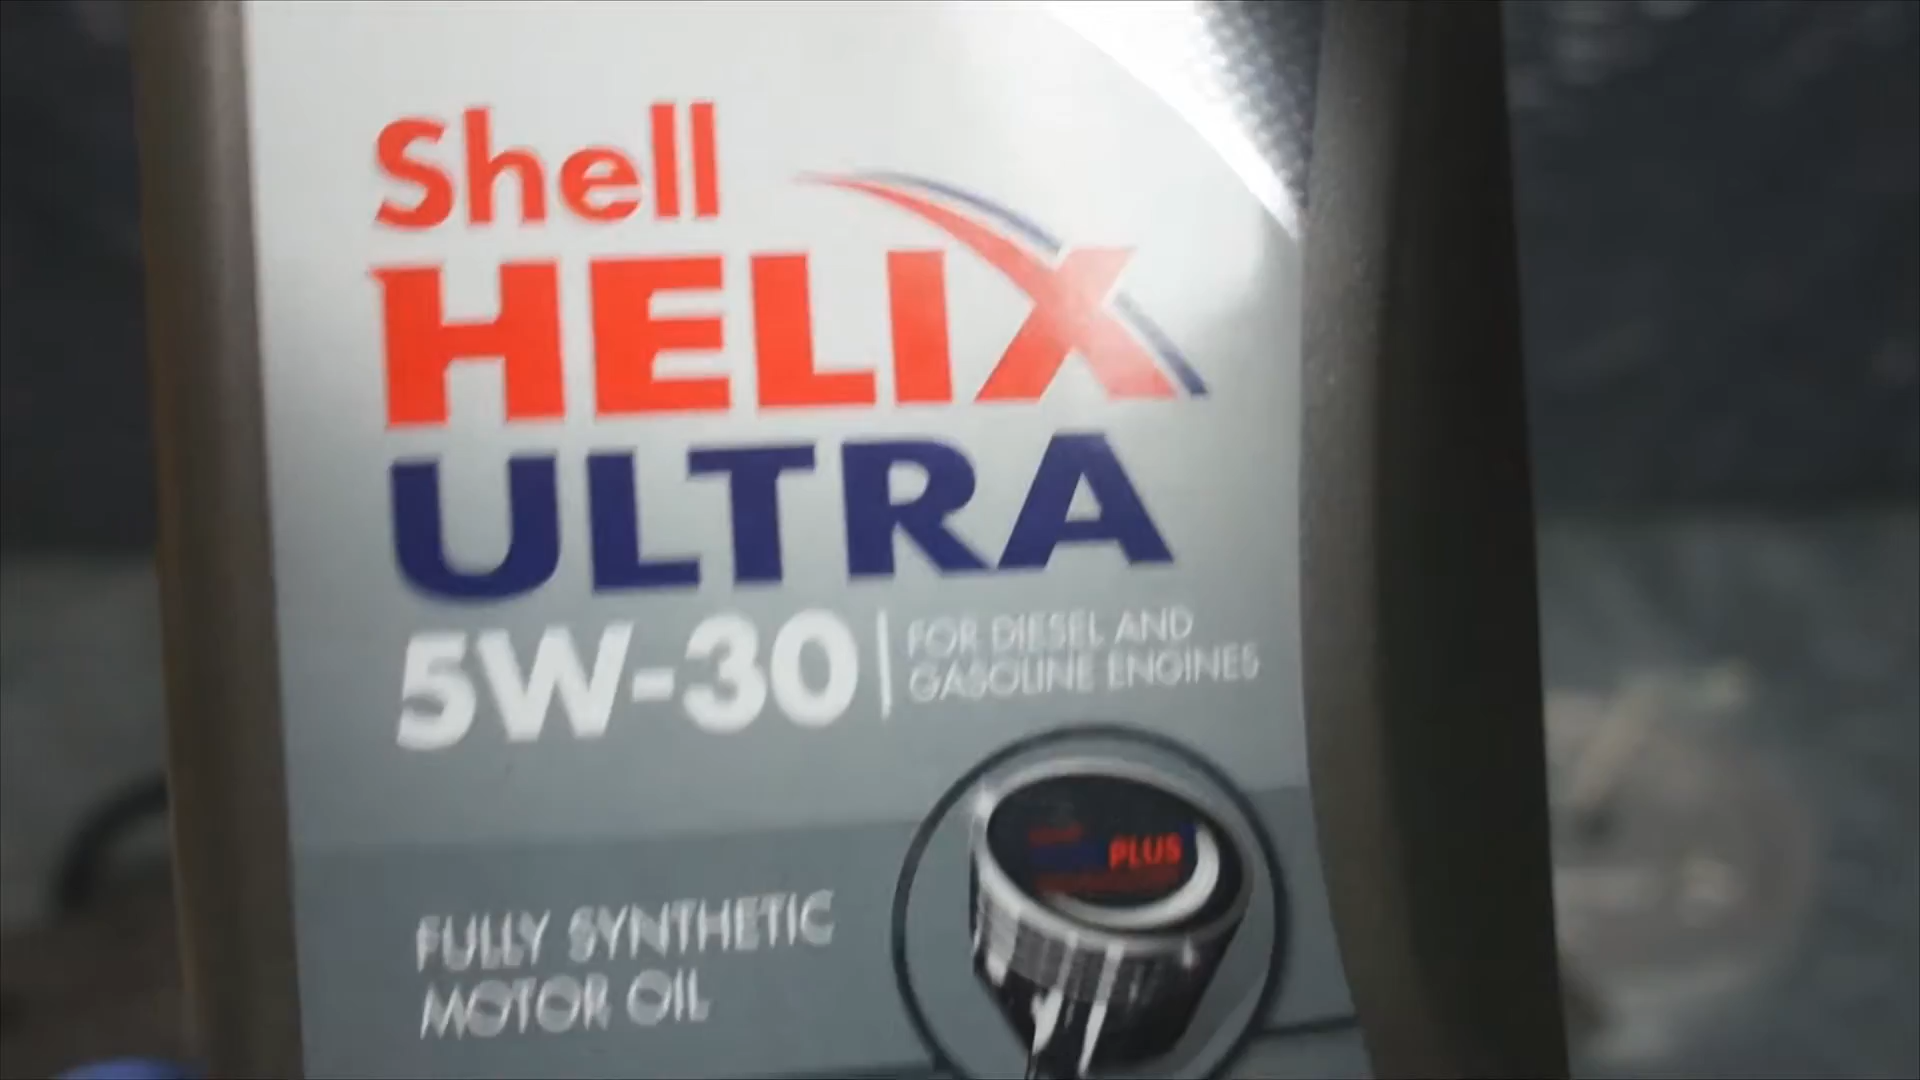 Shell
HELIX
ULTRA
5W-30
FOR DIESEL AND
GASOLINE ENGINES
PLUS
FULLY SYNTHETIC
MOTOR OIL